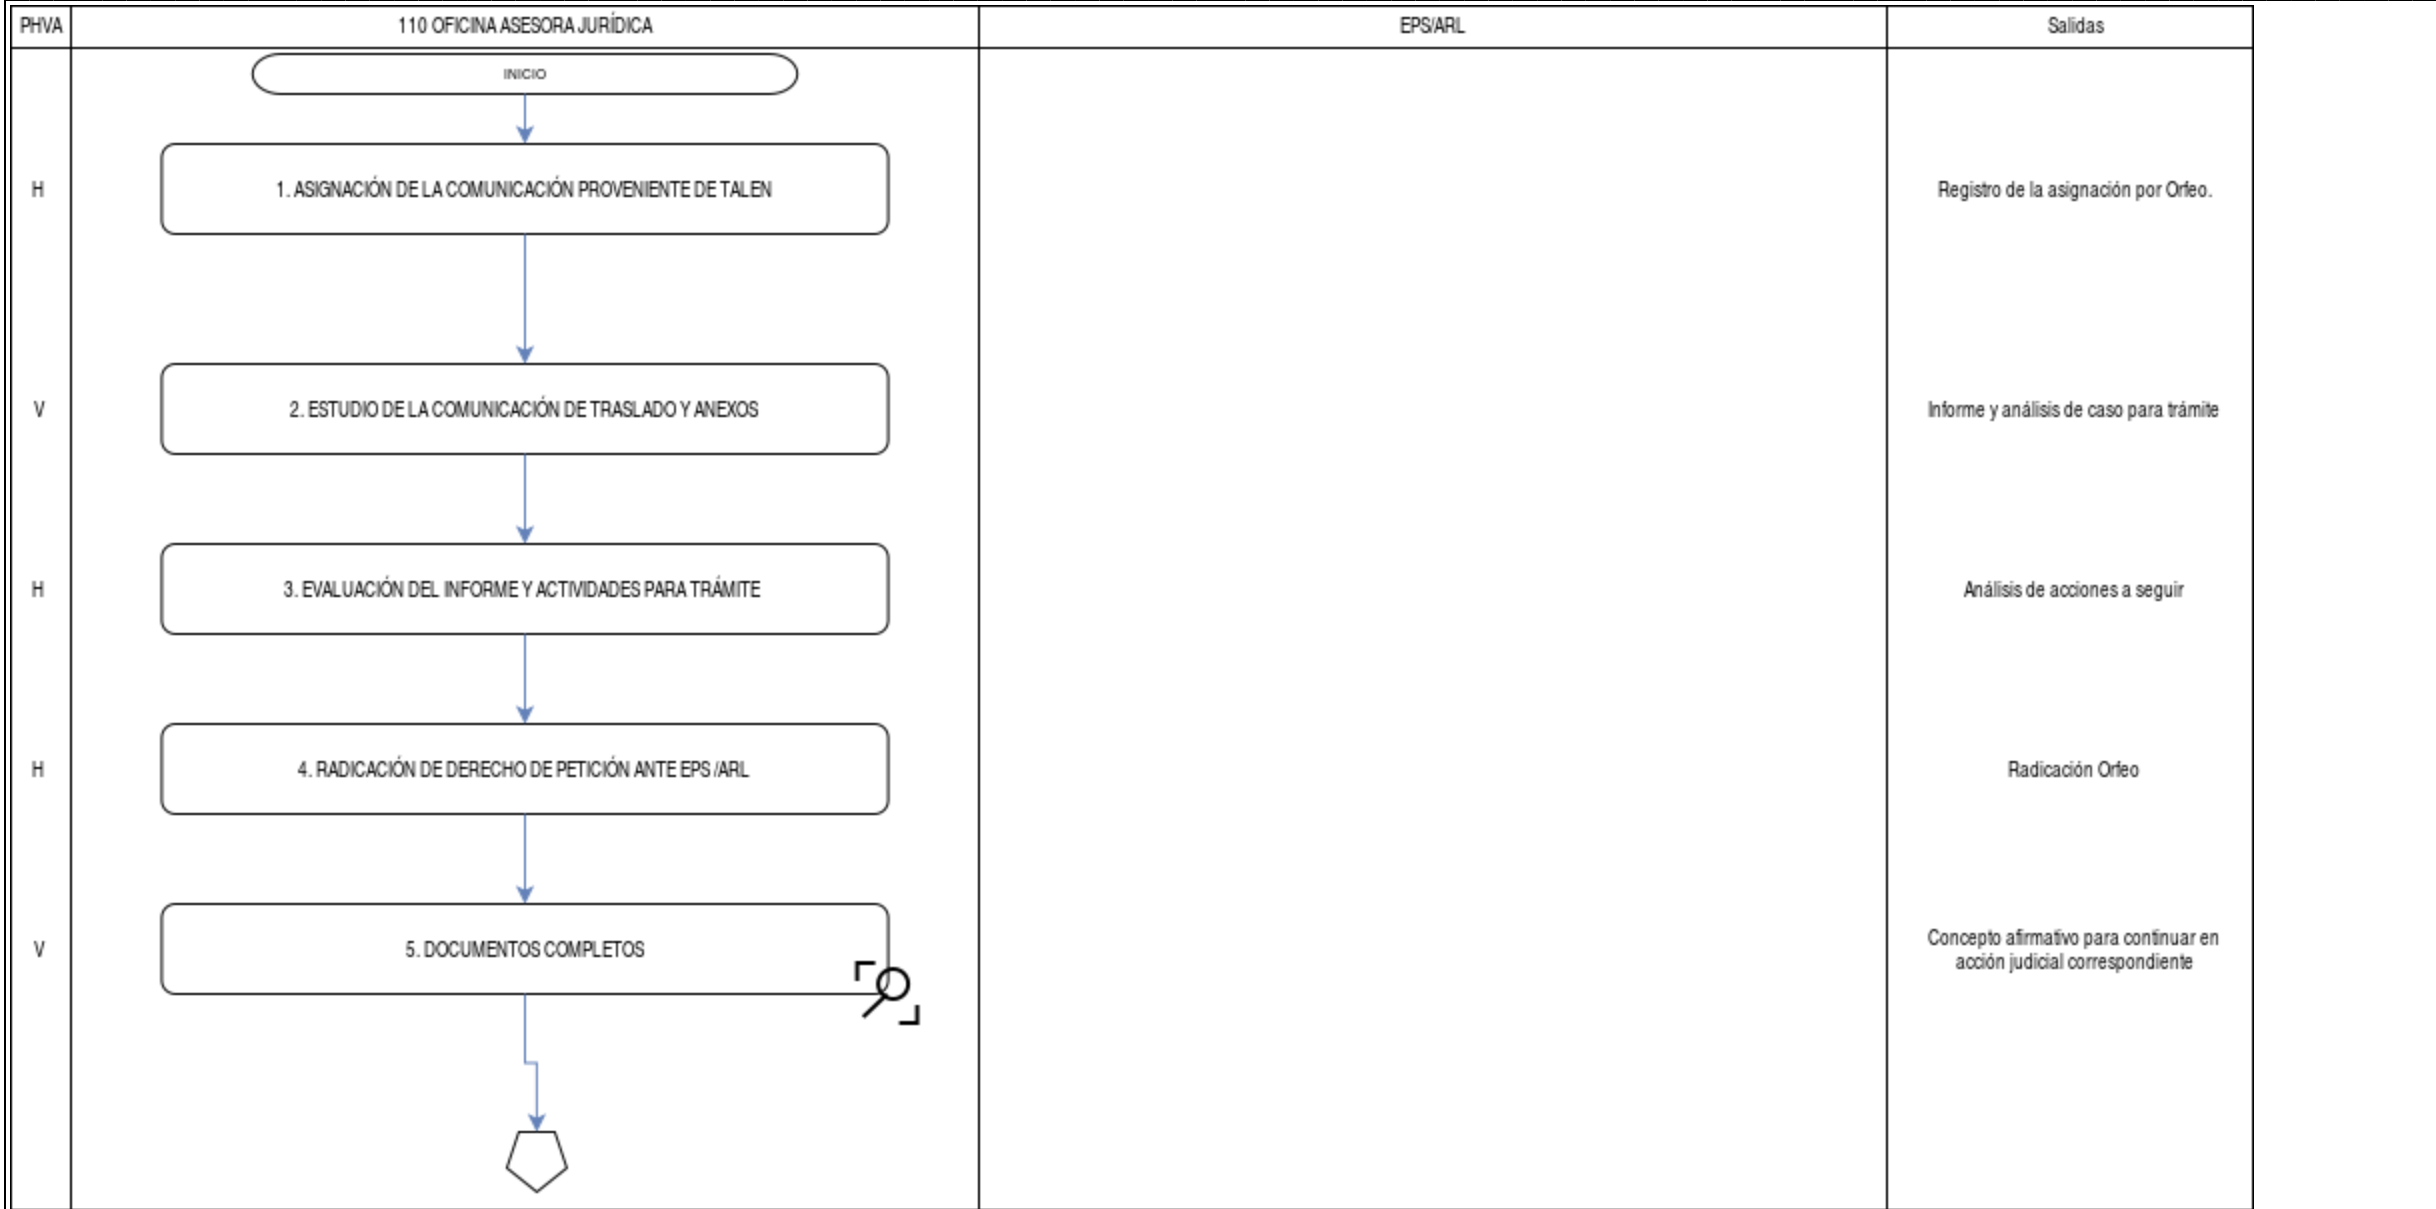 PHVA
110 OFICINA ASESORA JURÍDICA
EPS/ARL
Salidas
INICIO
H
1. ASIGNACIÓN DE LA COMUNICACIÓN PROVENIENTE DE TALEN
Registro de la asignación por Orfeo.
V
2. ESTUDIO DE LA COMUNICACIÓN DE TRASLADO Y ANEXOS
Informe y análisis de caso para trámite
H
3. EVALUACIÓN DEL INFORME Y ACTIVIDADES PARA TRÁMITE
Análisis de acciones a seguir
H
4. RADICACIÓN DE DERECHO DE PETICIÓN ANTE EPS /ARL
Radicación Orfeo
V
5. DOCUMENTOS COMPLETOS
Concepto afirmativo para continuar en
acción judicial correspondiente